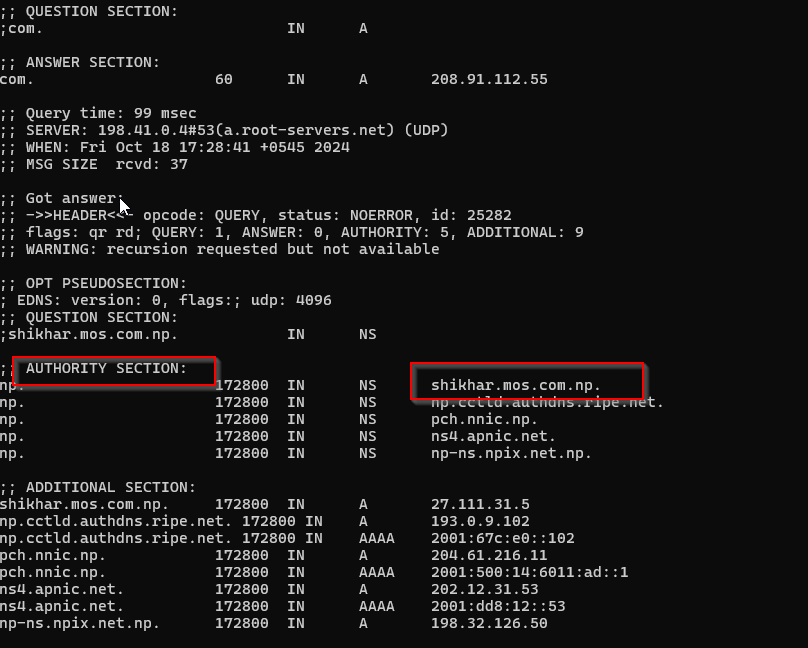 ;; QUESTION SECTION:
;com. IN A
;; ANSWER SECTION:
com. 60 IN A 208.91.112.55
;; Query time: 99 msec
;; SERVER: 198.41.0.4#53(a.root-servers.net) (UDP)
;; WHEN: Fri Oct 18 17:28:41 +0545 2024
;; MSG SIZE rcvd: 37
;; Got answer:
;; ->>HEADER<<- opcode: QUERY, status: NOERROR, id: 25282
;; flags: qr rd; QUERY: 1, ANSWER: 0, AUTHORITY: 5, ADDITIONAL: 9
;; WARNING: recursion requested but not available
;; OPT PSEUDOSECTION:
; EDNS: version: 0, flags:; udp: 4096
;; QUESTION SECTION:
;shikhar.mos.com.np. IN NS
;; AUTHORITY SECTION:
np. 172800 IN NS shikhar.mos.com.np.
np. 172800 IN NS np.cctld.authdns.ripe.net.
np. 172800 IN NS pch.nnic.np.
np. 172800 IN NS ns4.apnic.net.
np. 172800 IN NS np-ns.npix.net.np.
;; ADDITIONAL SECTION:
shikhar.mos.com.np. 172800 IN A 27.111.31.5
np.cctld.authdns.ripe.net. 172800 IN A 193.0.9.102
np.cctld.authdns.ripe.net. 172800 IN AAAA 2001:67c:e0::102
pch.nnic.np. 172800 IN A 204.61.216.11
pch.nnic.np. 172800 IN AAAA 2001:500:14:6011:ad::1
ns4.apnic.net. 172800 IN A 202.12.31.53
ns4.apnic.net. 172800 IN AAAA 2001:dd8:12::53
np-ns.npix.net.np. 172800 IN A 198.32.126.50